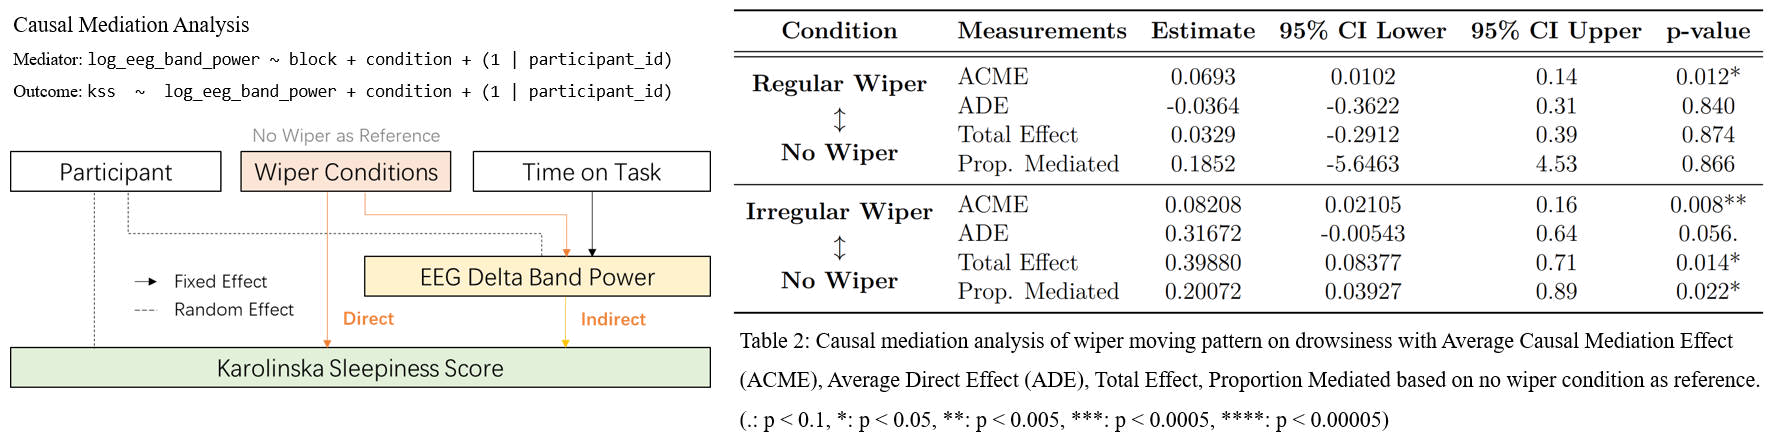 Causal Mediation Analysis
Mediator: log_eeg_band_power ~ block + condition + (1 | participant_id)
Outcome: kss ~ log_eeg_band_power + condition + (1 | participant_id)
No Wiper as Reference
Participant
Wiper Conditions
Time on Task
EEG Delta Band Power
Fixed Effect
Random Effect
Direct
Indirect
Karolinska Sleepiness Score
Condition Measurements Estimate 95% CI Lower 95% CI Upper p-value
Regular Wiper
↕
No Wiper
ACME 0.0693 0.0102 0.14 0.012*
ADE -0.0364 -0.3622 0.31 0.840
Total Effect 0.0329 -0.2912 0.39 0.874
Prop. Mediated 0.1852 -5.6463 4.53 0.866
Irregular Wiper
↕
No Wiper
ACME 0.08208 0.02105 0.16 0.008**
ADE 0.31672 -0.00543 0.64 0.056.
Total Effect 0.39880 0.08377 0.71 0.014*
Prop. Mediated 0.20072 0.03927 0.89 0.022*
Table 2: Causal mediation analysis of wiper moving pattern on drowsiness with Average Causal Mediation Effect
(ACME), Average Direct Effect (ADE), Total Effect, Proportion Mediated based on no wiper condition as reference.
(.: p < 0.1, *: p < 0.05, **: p < 0.005, ***: p < 0.0005, ****: p < 0.00005)